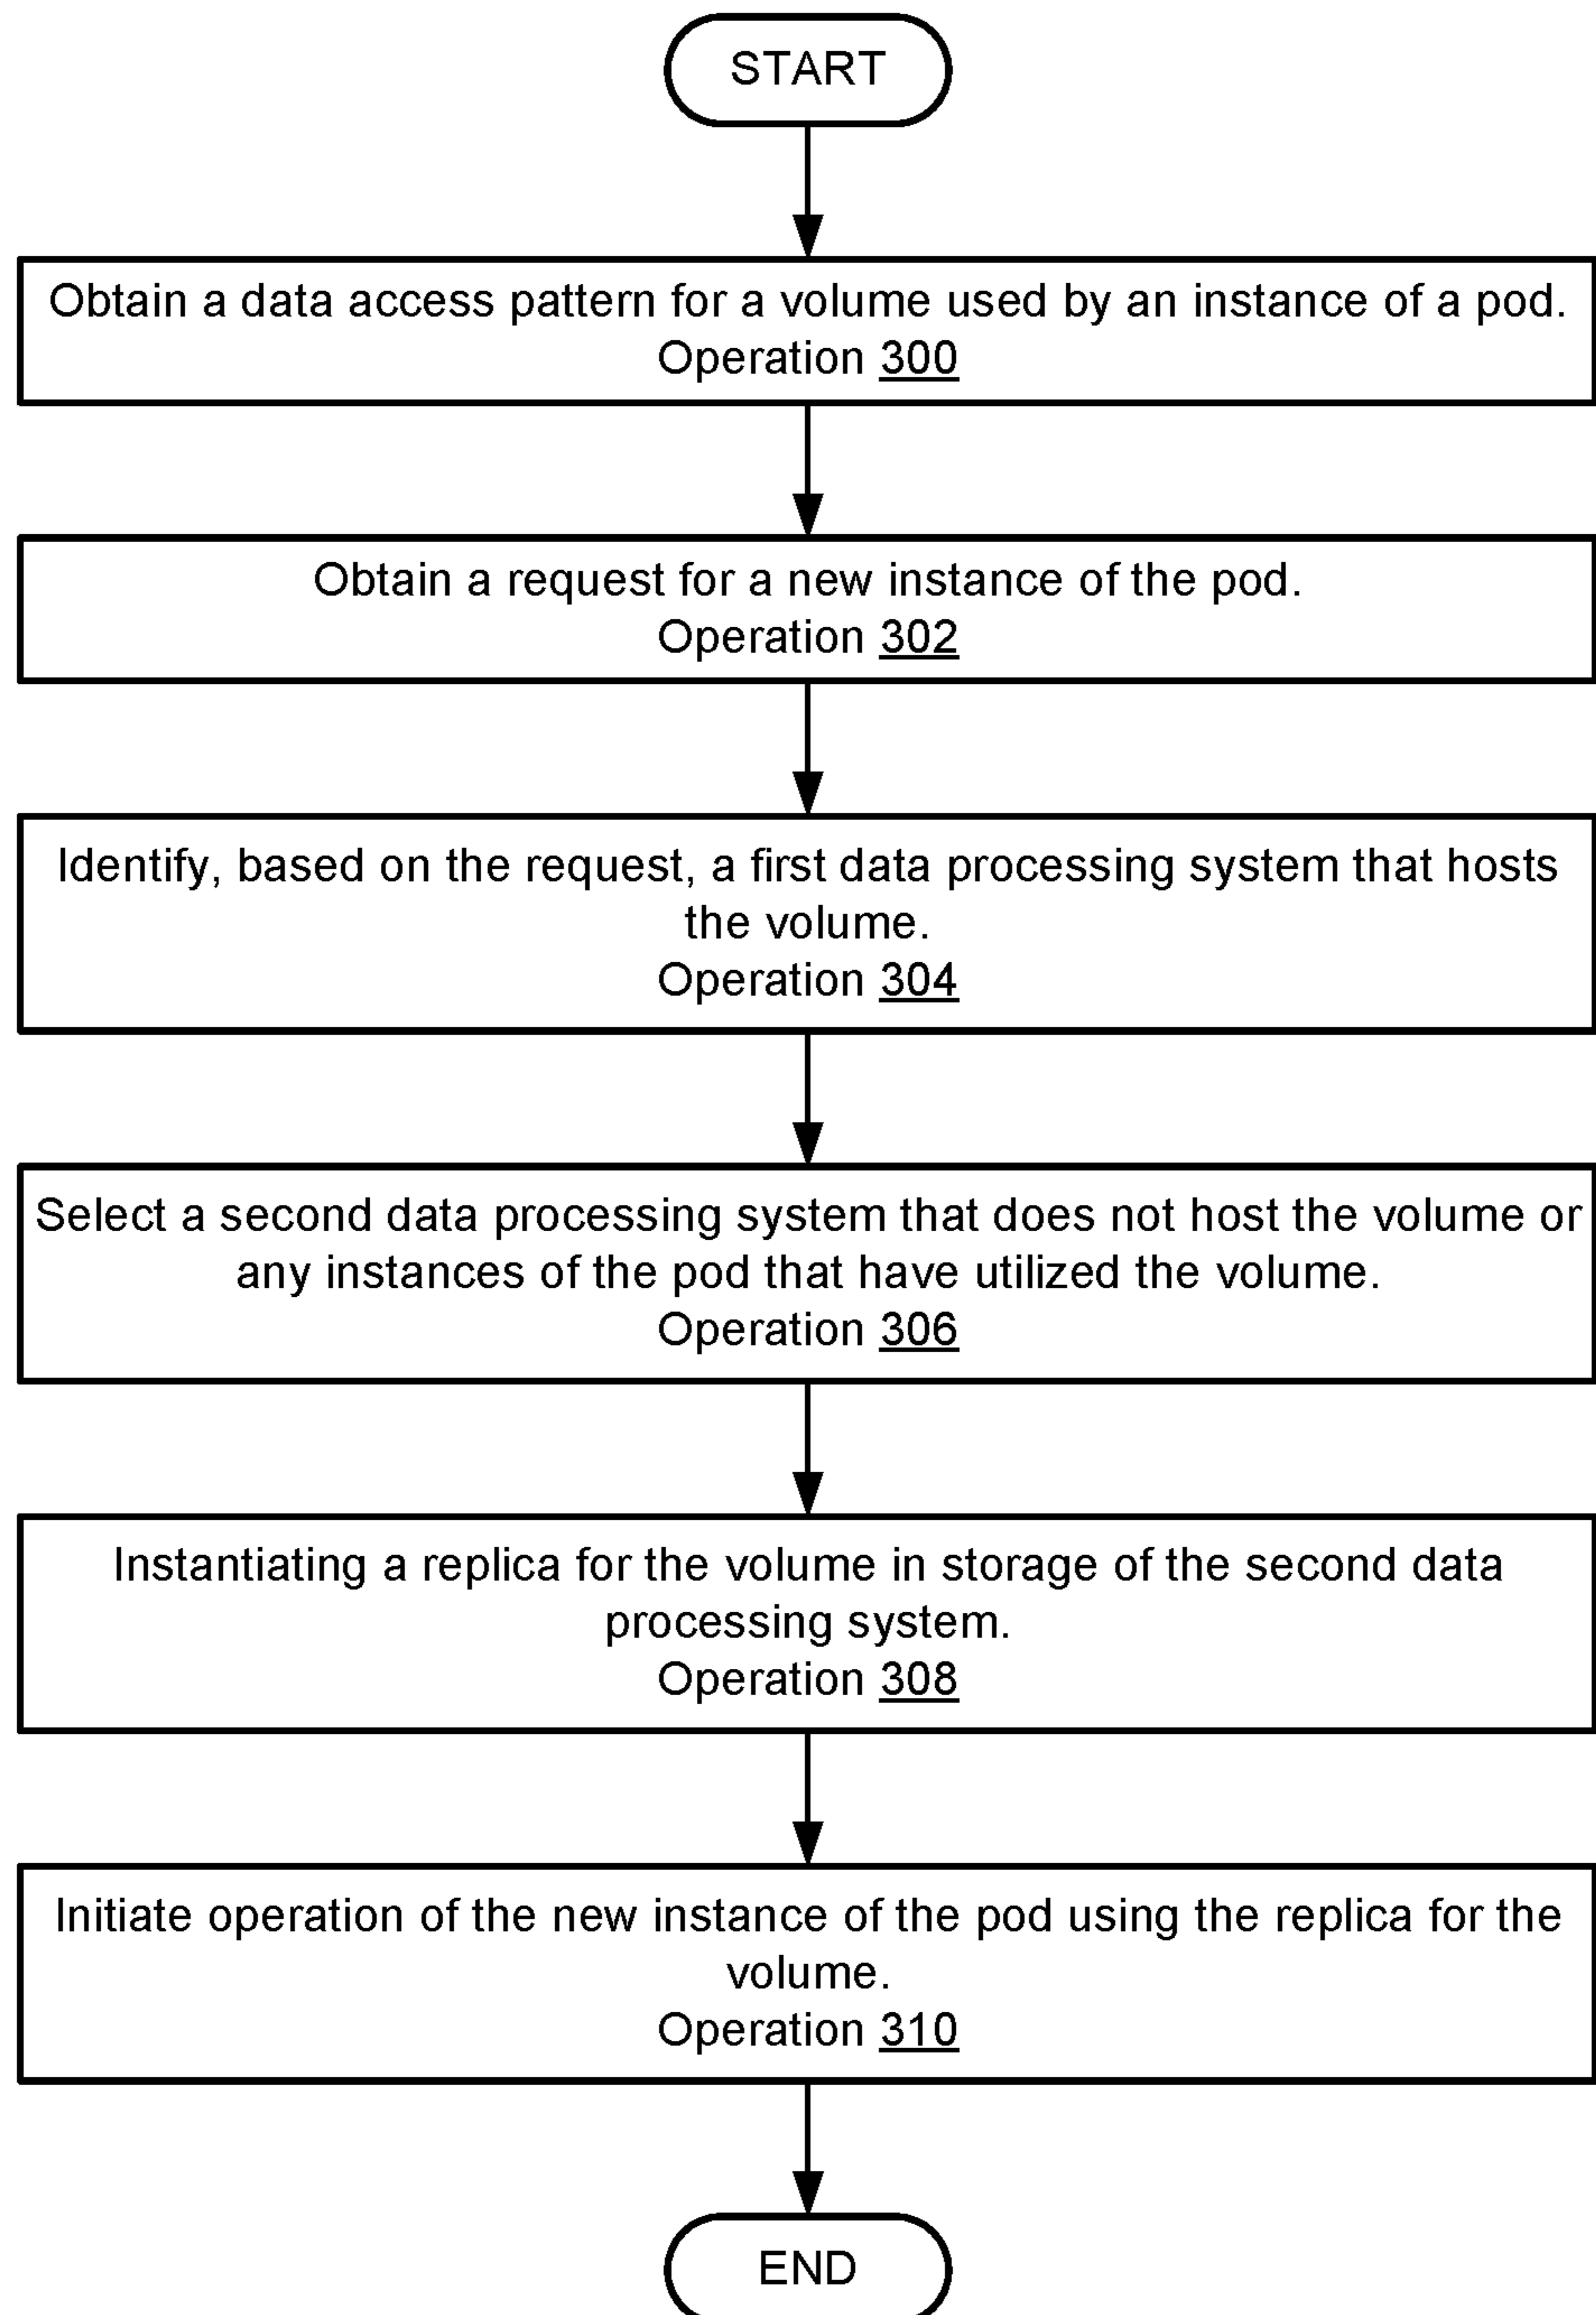 START
Obtain a data access pattern for a volume used by an instance of a pod.
Operation 300
Obtain a request for a new instance of the pod.
Operation 302
Identify, based on the request, a first data processing system that hosts
the volume.
Operation 304
Select a second data processing system that does not host the volume or
any instances of the pod that have utilized the volume.
Operation 306
Instantiating a replica for the volume in storage of the second data
processing system.
Operation 308
Initiate operation of the new instance of the pod using the replica for the
volume.
Operation 310
END